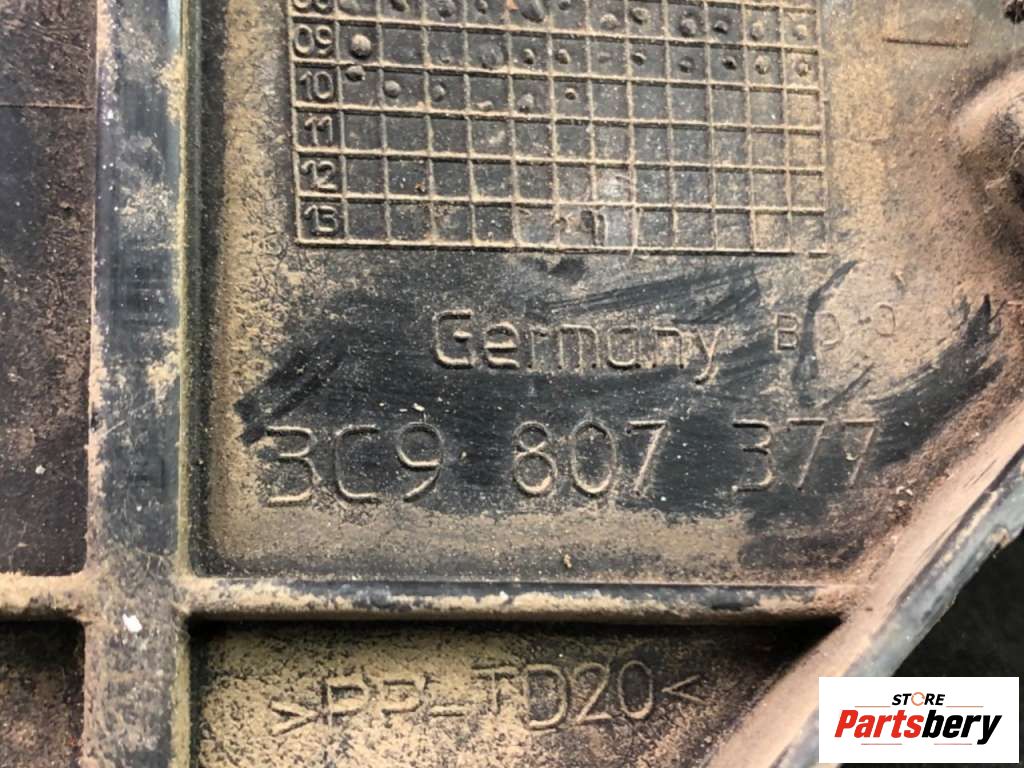 09
10
11
12
13
Germany
3C9 807 377
>PP-TD20<
STORE
Partsbery